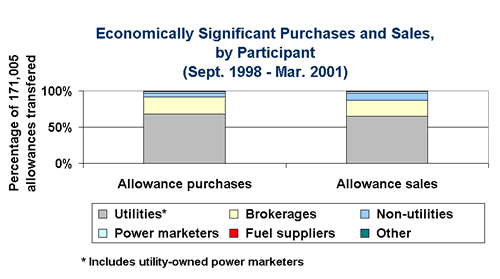 Economically Significant Purchases and Sales,
by Participant
(Sept. 1998 - Mar. 2001)
Percentage of 171,005
allowances transfered
100%
50%
0%
Allowance purchases
Allowance sales
Utilities*
Brokerages
Non-utilities
Power marketers
Fuel suppliers
Other
* Includes utility-owned power marketers